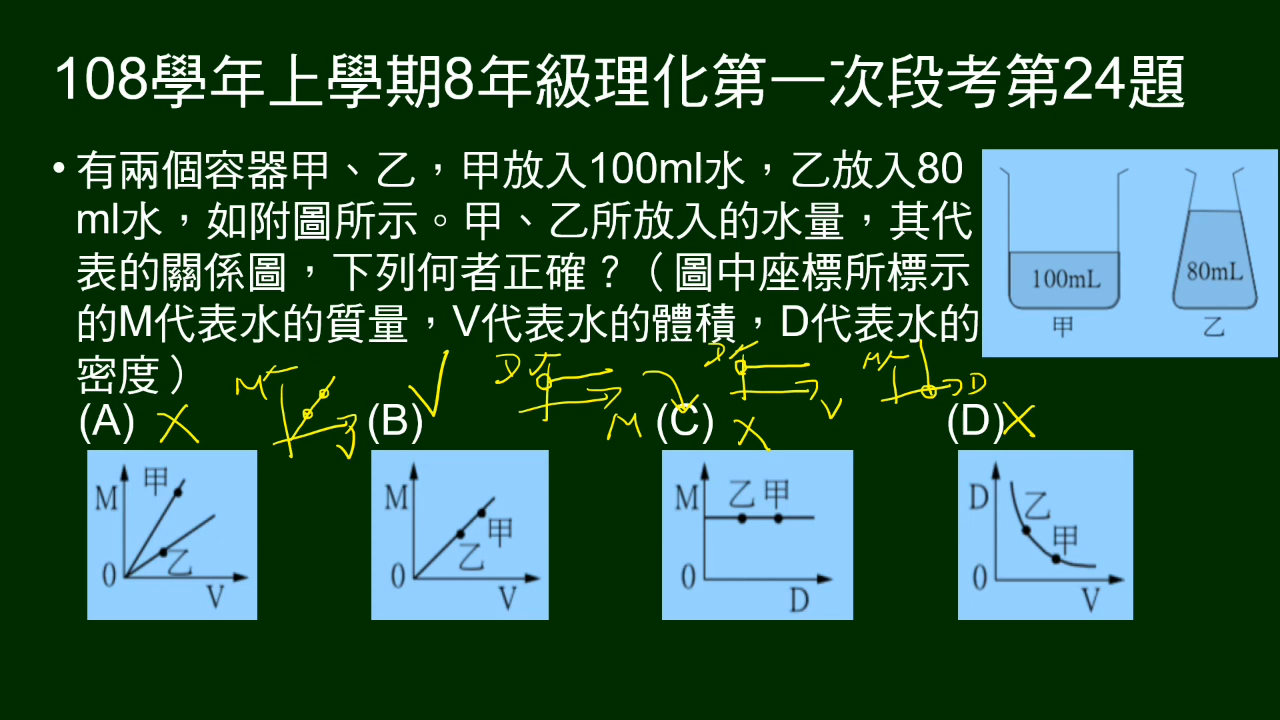 108學年上學期8年級理化第一次段考第24題
• 有兩個容器甲、乙，甲放入100ml水，乙放入80
ml水，如附圖所示。甲、乙所放入的水量，其代
表的關係圖，下列何者正確？（圖中座標所標示
的M代表水的質量，V代表水的體積，D代表水的
密度）
100mL 80mL
甲 乙
M D D M D
V M V
(A) X (B) ✓ (C) X (D) X
M 甲 乙 0 V
M 甲 乙 0 V
M 乙 甲 0 D
D 乙 甲 0 V